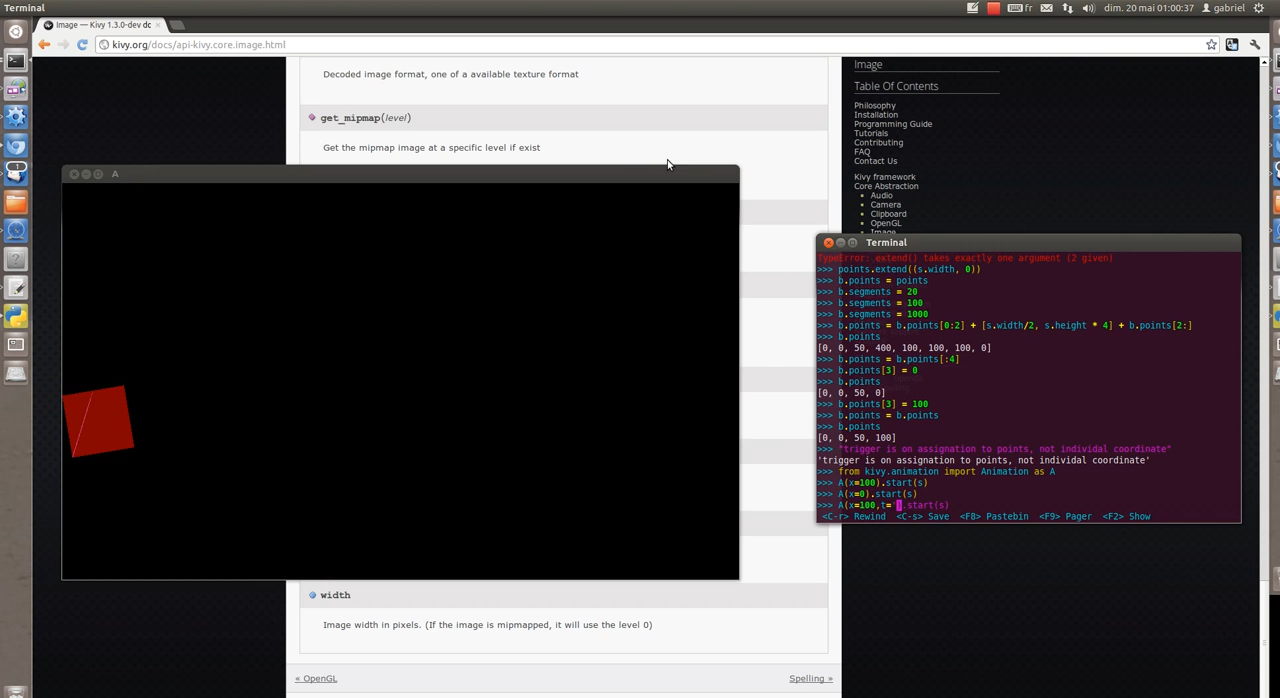 Terminal
fr
dim. 20 mai 01:00:37
gabriel
Image — Kivy 1.3.0-dev dc
kivy.org/docs/api-kivy.core.image.html
Decoded image format, one of a available texture format
get_mipmap(level)
Get the mipmap image at a specific level if exist
width
Image width in pixels. (If the image is mipmapped, it will use the level 0)
« OpenGL
Spelling »
Image
Table Of Contents
Philosophy
Installation
Programming Guide
Tutorials
Contributing
FAQ
Contact Us
Kivy framework
Core Abstraction
Audio
Camera
Clipboard
OpenGL
Image
A
1
Terminal
TypeError: extend() takes exactly one argument (2 given)
>>> points.extend((s.width, 0))
>>> b.points = points
>>> b.segments = 20
>>> b.segments = 100
>>> b.segments = 1000
>>> b.points = b.points[0:2] + [s.width/2, s.height * 4] + b.points[2:]
>>> b.points
[0, 0, 50, 400, 100, 100, 100, 0]
>>> b.points = b.points[:4]
>>> b.points[3] = 0
>>> b.points
[0, 0, 50, 0]
>>> b.points[3] = 100
>>> b.points = b.points
>>> b.points
[0, 0, 50, 100]
>>> "trigger is on assignation to points, not individal coordinate"
'trigger is on assignation to points, not individal coordinate'
>>> from kivy.animation import Animation as A
>>> A(x=100).start(s)
>>> A(x=0).start(s)
>>> A(x=100,t=').start(s)
<C-r> Rewind <C-s> Save <F8> Pastebin <F9> Pager <F2> Show